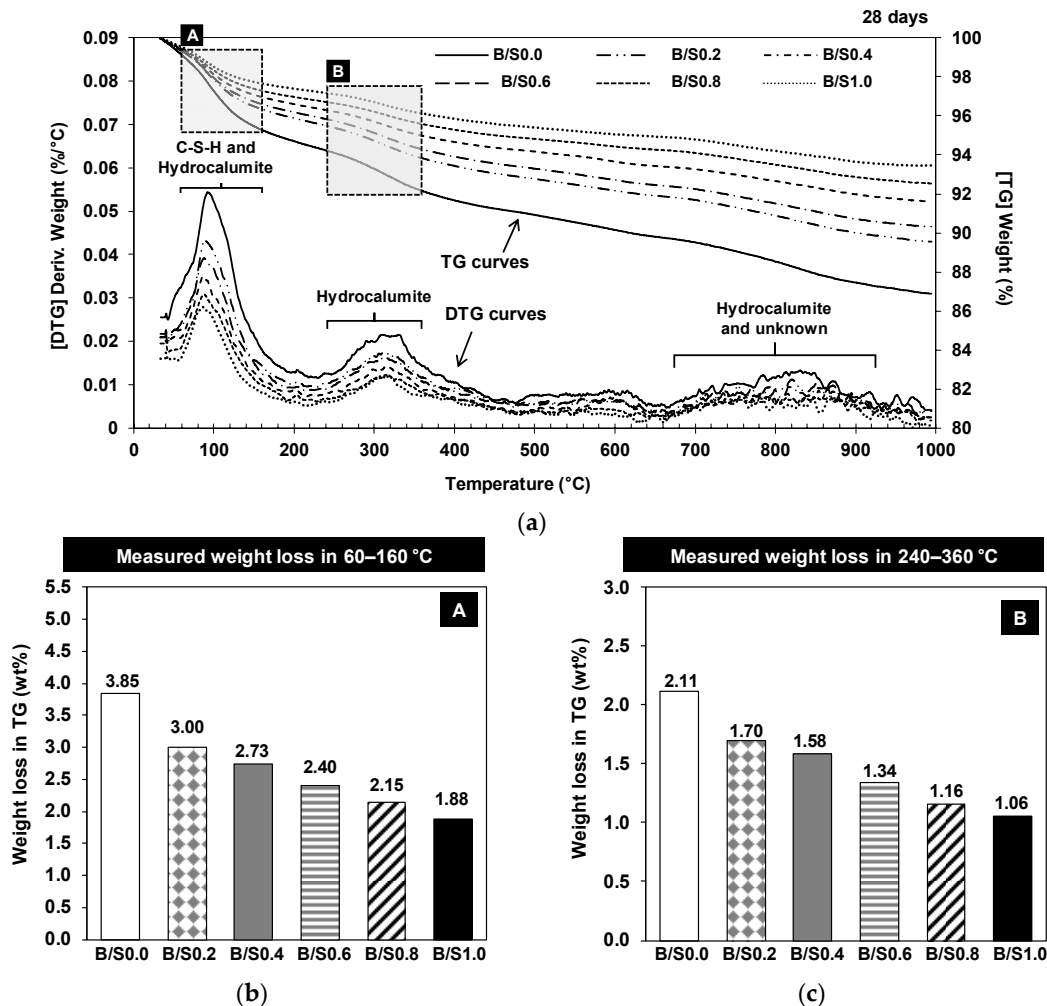 28 days
[DTG] Deriv. Weight (%/°C)
0.09
0.08
0.07
0.06
0.05
0.04
0.03
0.02
0.01
0
A
B
B/S0.0
B/S0.2
B/S0.4
B/S0.6
B/S0.8
B/S1.0
C-S-H and
Hydrocalumite
Hydrocalumite
TG curves
DTG curves
Hydrocalumite
and unknown
100
98
96
94
92
90
88
86
84
82
80
[TG] Weight (%)
0 100 200 300 400 500 600 700 800 900 1000
Temperature (°C)
(a)
Measured weight loss in 60–160 °C
A
Weight loss in TG (wt%)
5.5
5.0
4.5
4.0
3.5
3.0
2.5
2.0
1.5
1.0
0.5
0.0
3.85
3.00
2.73
2.40
2.15
1.88
B/S0.0 B/S0.2 B/S0.4 B/S0.6 B/S0.8 B/S1.0
(b)
Measured weight loss in 240–360 °C
B
Weight loss in TG (wt%)
3.0
2.5
2.0
1.5
1.0
0.5
0.0
2.11
1.70
1.58
1.34
1.16
1.06
B/S0.0 B/S0.2 B/S0.4 B/S0.6 B/S0.8 B/S1.0
(c)